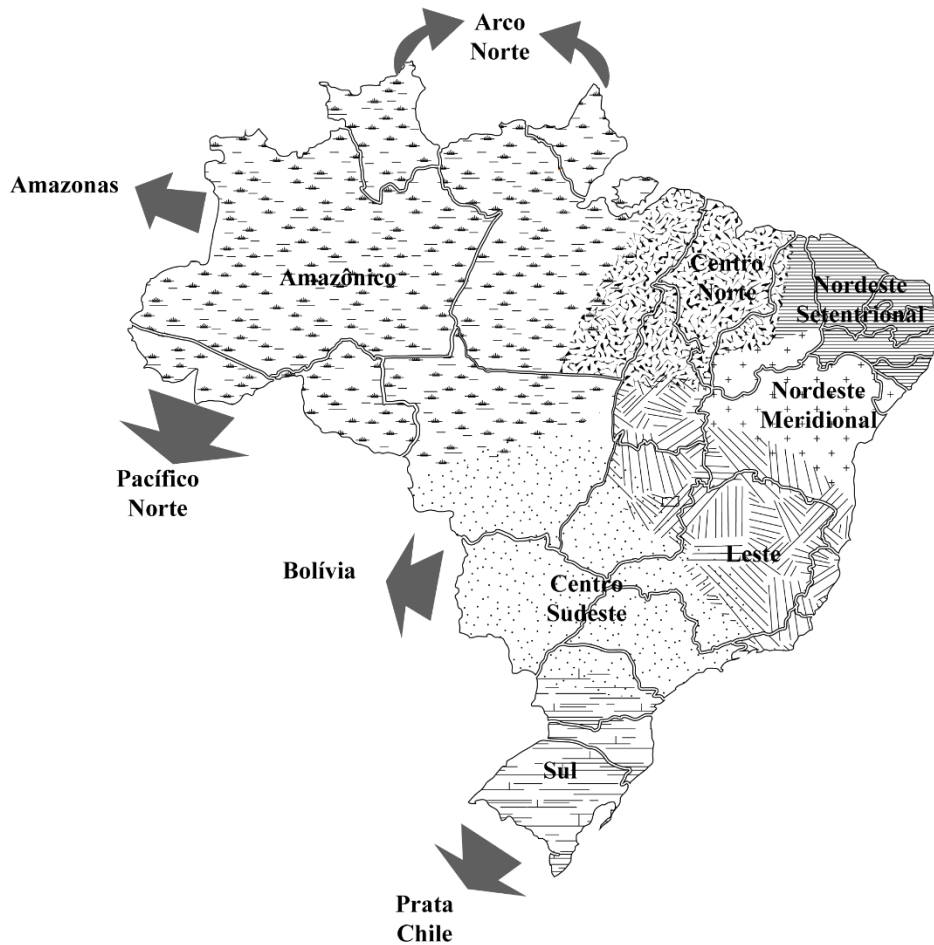 Arco
Norte
Amazonas
Amazônico
Centro
Norte
Nordeste
Setentrional
Nordeste
Meridional
Pacífico
Norte
Leste
Bolívia
Centro
Sudeste
Sul
Prata
Chile